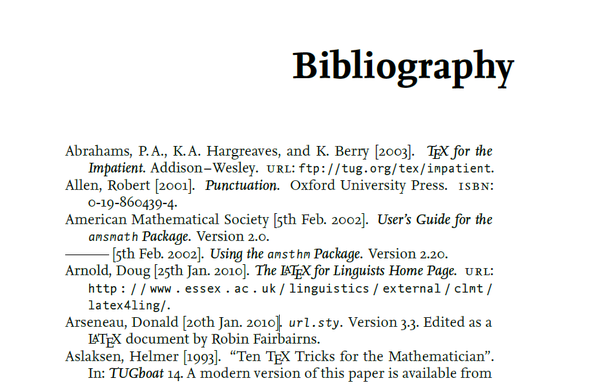 Bibliography
Abrahams, P. A., K. A. Hargreaves, and K. Berry [2003]. TEX for the
Impatient. Addison–Wesley. URL: ftp://tug.org/tex/impatient.
Allen, Robert [2001]. Punctuation. Oxford University Press. ISBN:
0-19-860439-4.
American Mathematical Society [5th Feb. 2002]. User's Guide for the
amsmath Package. Version 2.0.
——— [5th Feb. 2002]. Using the amsthm Package. Version 2.20.
Arnold, Doug [25th Jan. 2010]. The LATEX for Linguists Home Page. URL:
http://www.essex.ac.uk/linguistics/external/clmt/
latex4ling/.
Arseneau, Donald [20th Jan. 2010]. url.sty. Version 3.3. Edited as a
LATEX document by Robin Fairbairns.
Aslaksen, Helmer [1993]. “Ten TEX Tricks for the Mathematician”.
In: TUGboat 14. A modern version of this paper is available from